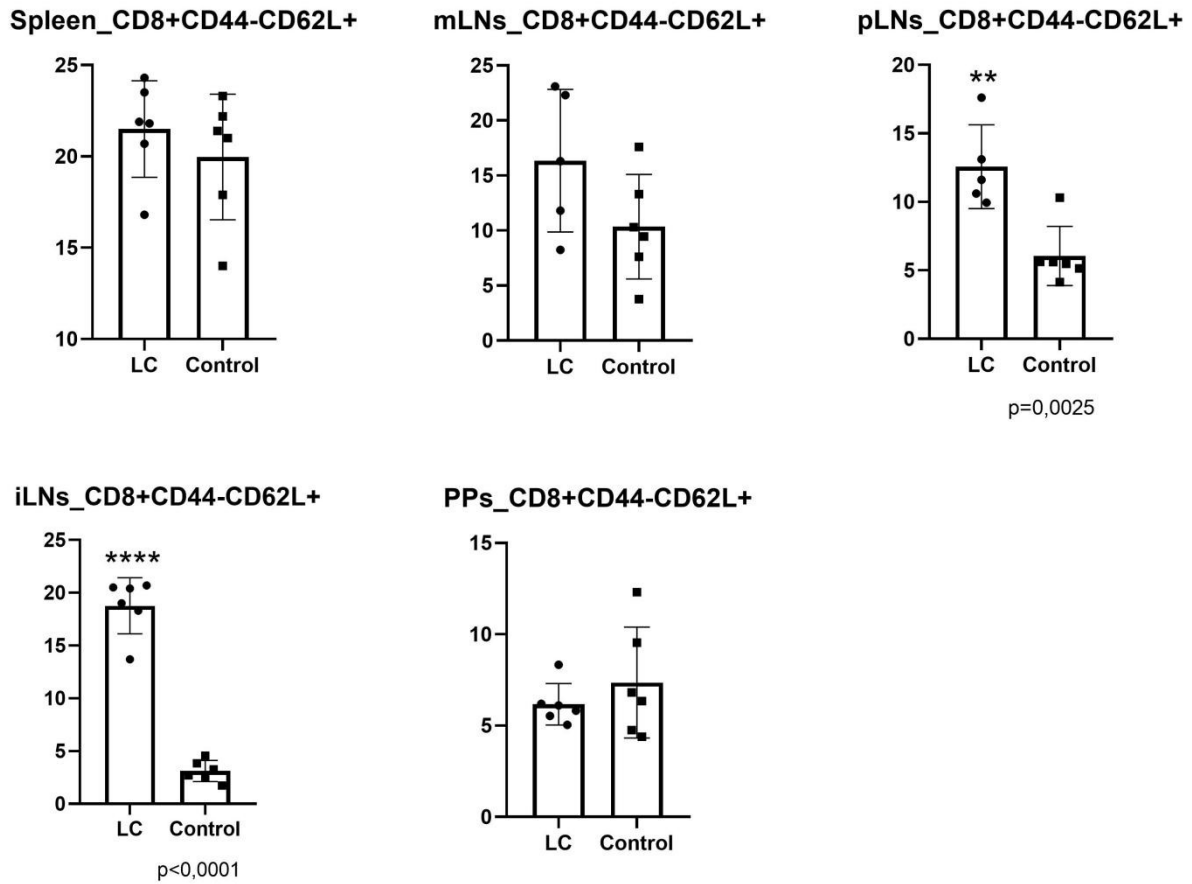 Spleen_CD8+CD44-CD62L+
25
20
15
10
LC Control
mLNs_CD8+CD44-CD62L+
25
20
15
10
5
0
LC Control
pLNs_CD8+CD44-CD62L+
20
15
10
5
0
**
LC Control
p=0,0025
iLNs_CD8+CD44-CD62L+
25
20
15
10
5
0
****
LC Control
p<0,0001
PPs_CD8+CD44-CD62L+
15
10
5
0
LC Control